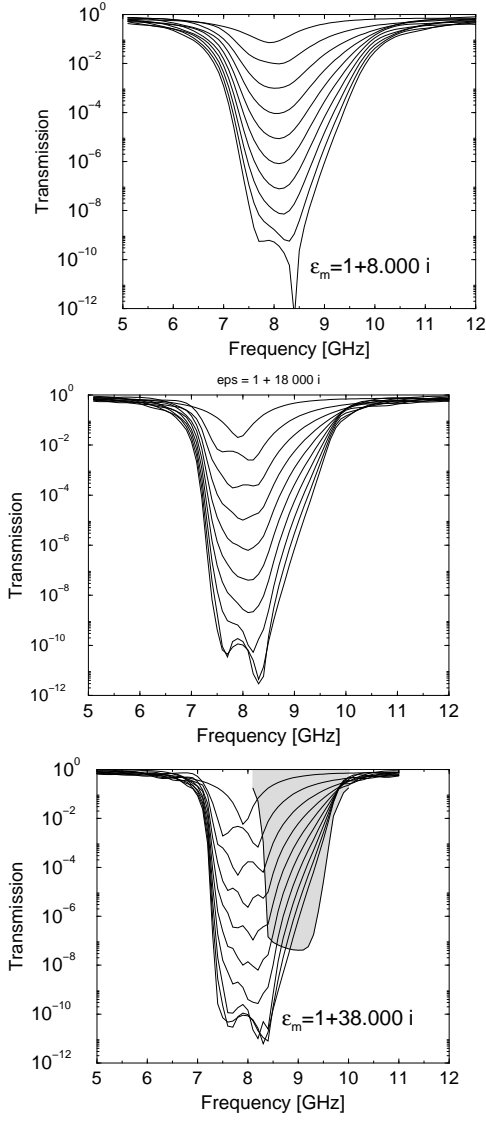 10^0
10^-2
10^-4
10^-6
10^-8
10^-10
10^-12
Transmission
ε_m=1+8.000 i
5 6 7 8 9 10 11 12
Frequency [GHz]
eps = 1 + 18 000 i
10^0
10^-2
10^-4
10^-6
10^-8
10^-10
10^-12
Transmission
5 6 7 8 9 10 11 12
Frequency [GHz]
10^0
10^-2
10^-4
10^-6
10^-8
10^-10
10^-12
Transmission
ε_m=1+38.000 i
5 6 7 8 9 10 11 12
Frequency [GHz]